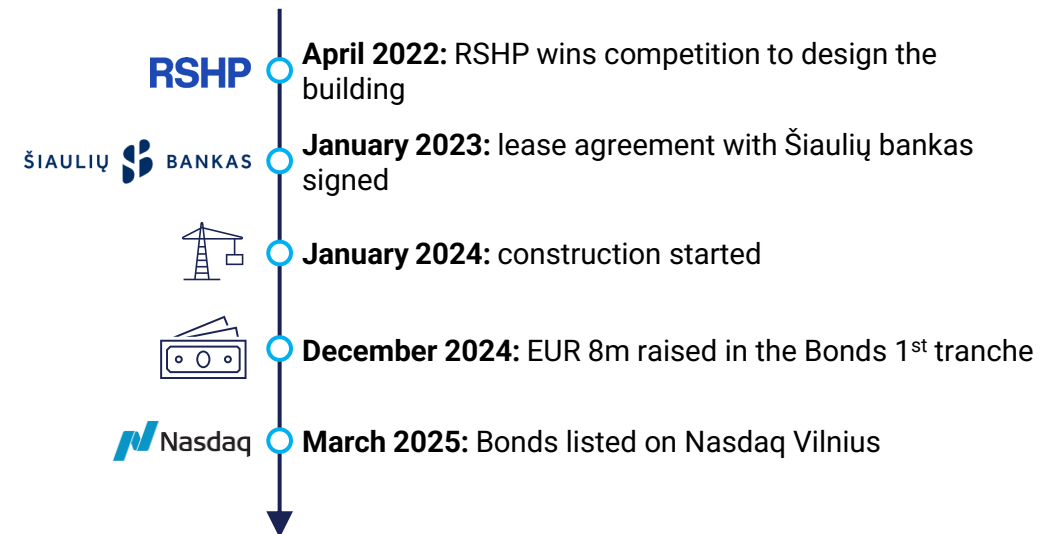 RSHP
April 2022: RSHP wins competition to design the
building
ŠIAULIŲ BANKAS
January 2023: lease agreement with Šiaulių bankas
signed
January 2024: construction started
December 2024: EUR 8m raised in the Bonds 1st tranche
Nasdaq
March 2025: Bonds listed on Nasdaq Vilnius